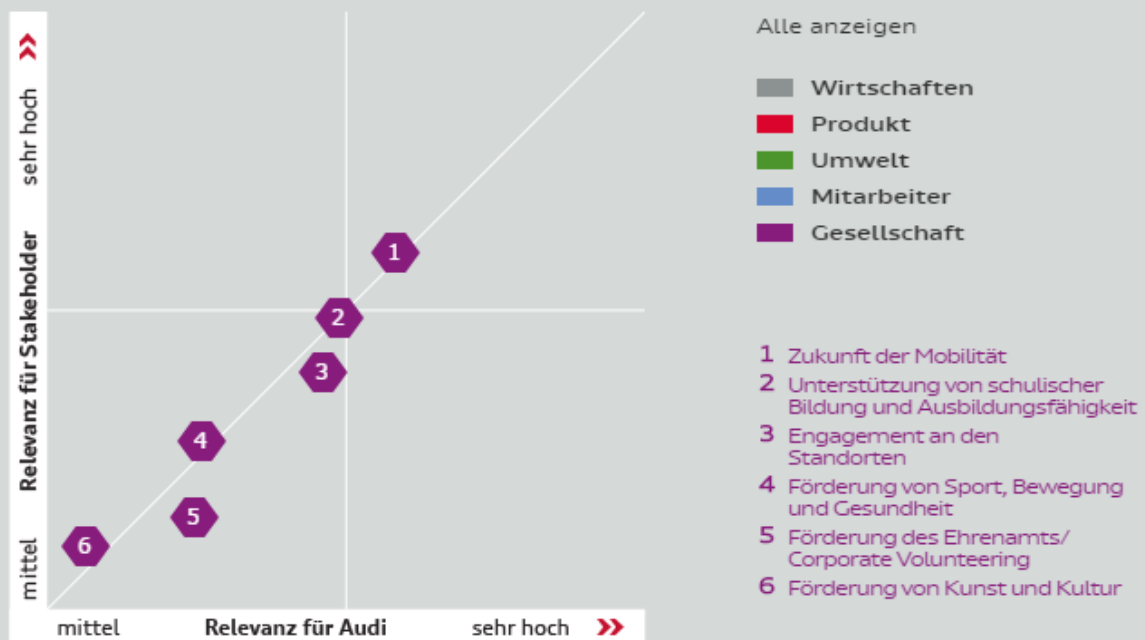 Alle anzeigen
Wirtschaften
Produkt
Umwelt
Mitarbeiter
Gesellschaft
sehr hoch
Relevanz für Stakeholder
mittel
1
2
3
4
5
6
mittel
Relevanz für Audi
sehr hoch
1 Zukunft der Mobilität
2 Unterstützung von schulischer
Bildung und Ausbildungsfähigkeit
3 Engagement an den
Standorten
4 Förderung von Sport, Bewegung
und Gesundheit
5 Förderung des Ehrenamts/
Corporate Volunteering
6 Förderung von Kunst und Kultur